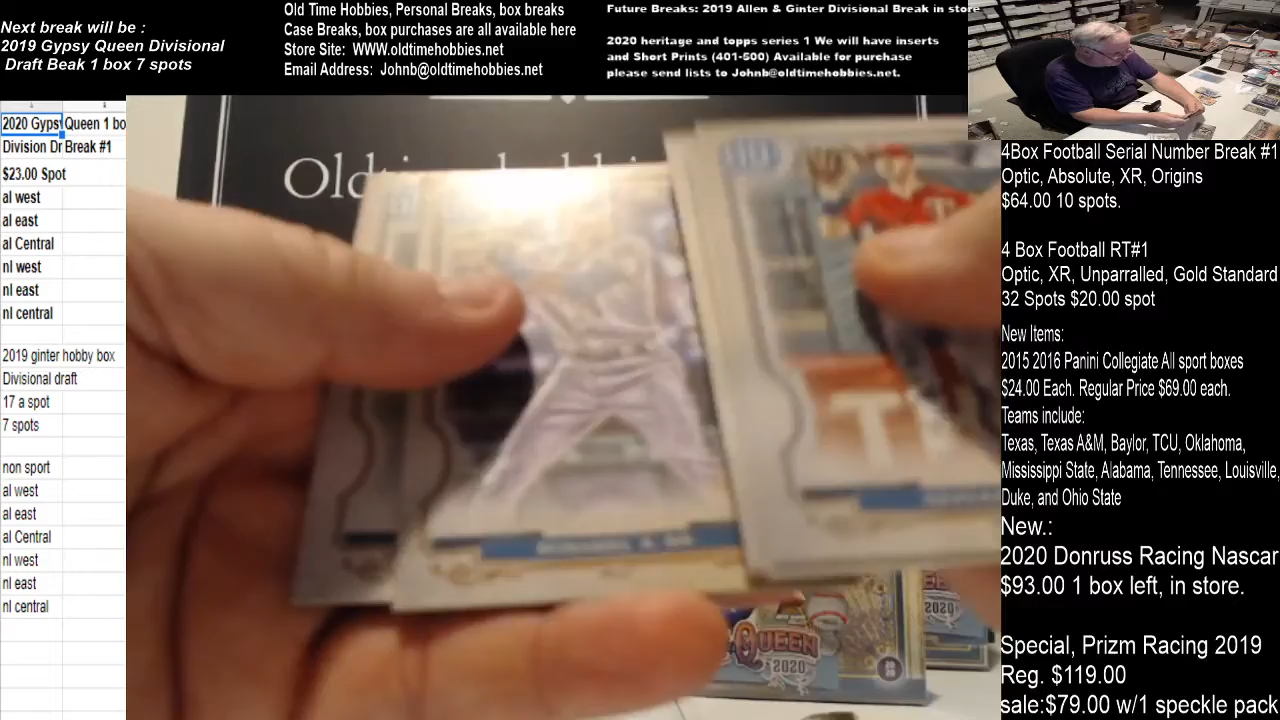 Next break will be :
2019 Gypsy Queen Divisional
Draft Beak 1 box 7 spots
Old Time Hobbies, Personal Breaks, box breaks
Case Breaks, box purchases are all available here
Store Site: WWW.oldtimehobbies.net
Email Address: Johnb@oldtimehobbies.net
Future Breaks: 2019 Allen & Ginter Divisional Break in store
2020 heritage and topps series 1 We will have inserts
and Short Prints (401-500) Available for purchase
please send lists to Johnb@oldtimehobbies.net.
2020 Gypsy Queen 1 bo
Division Dr Break #1
$23.00 Spot
al west
al east
al Central
nl west
nl east
nl central
2019 ginter hobby box
Divisional draft
17 a spot
7 spots
non sport
al west
al east
al Central
nl west
nl east
nl central
QUEEN
2020
2020
4Box Football Serial Number Break #1
Optic, Absolute, XR, Origins
$64.00 10 spots.
4 Box Football RT#1
Optic, XR, Unparralled, Gold Standard
32 Spots $20.00 spot
New Items:
2015 2016 Panini Collegiate All sport boxes
$24.00 Each. Regular Price $69.00 each.
Teams include:
Texas, Texas A&M, Baylor, TCU, Oklahoma,
Mississippi State, Alabama, Tennessee, Louisville,
Duke, and Ohio State
New.:
2020 Donruss Racing Nascar
$93.00 1 box left, in store.
Special, Prizm Racing 2019
Reg. $119.00
sale:$79.00 w/1 speckle pack